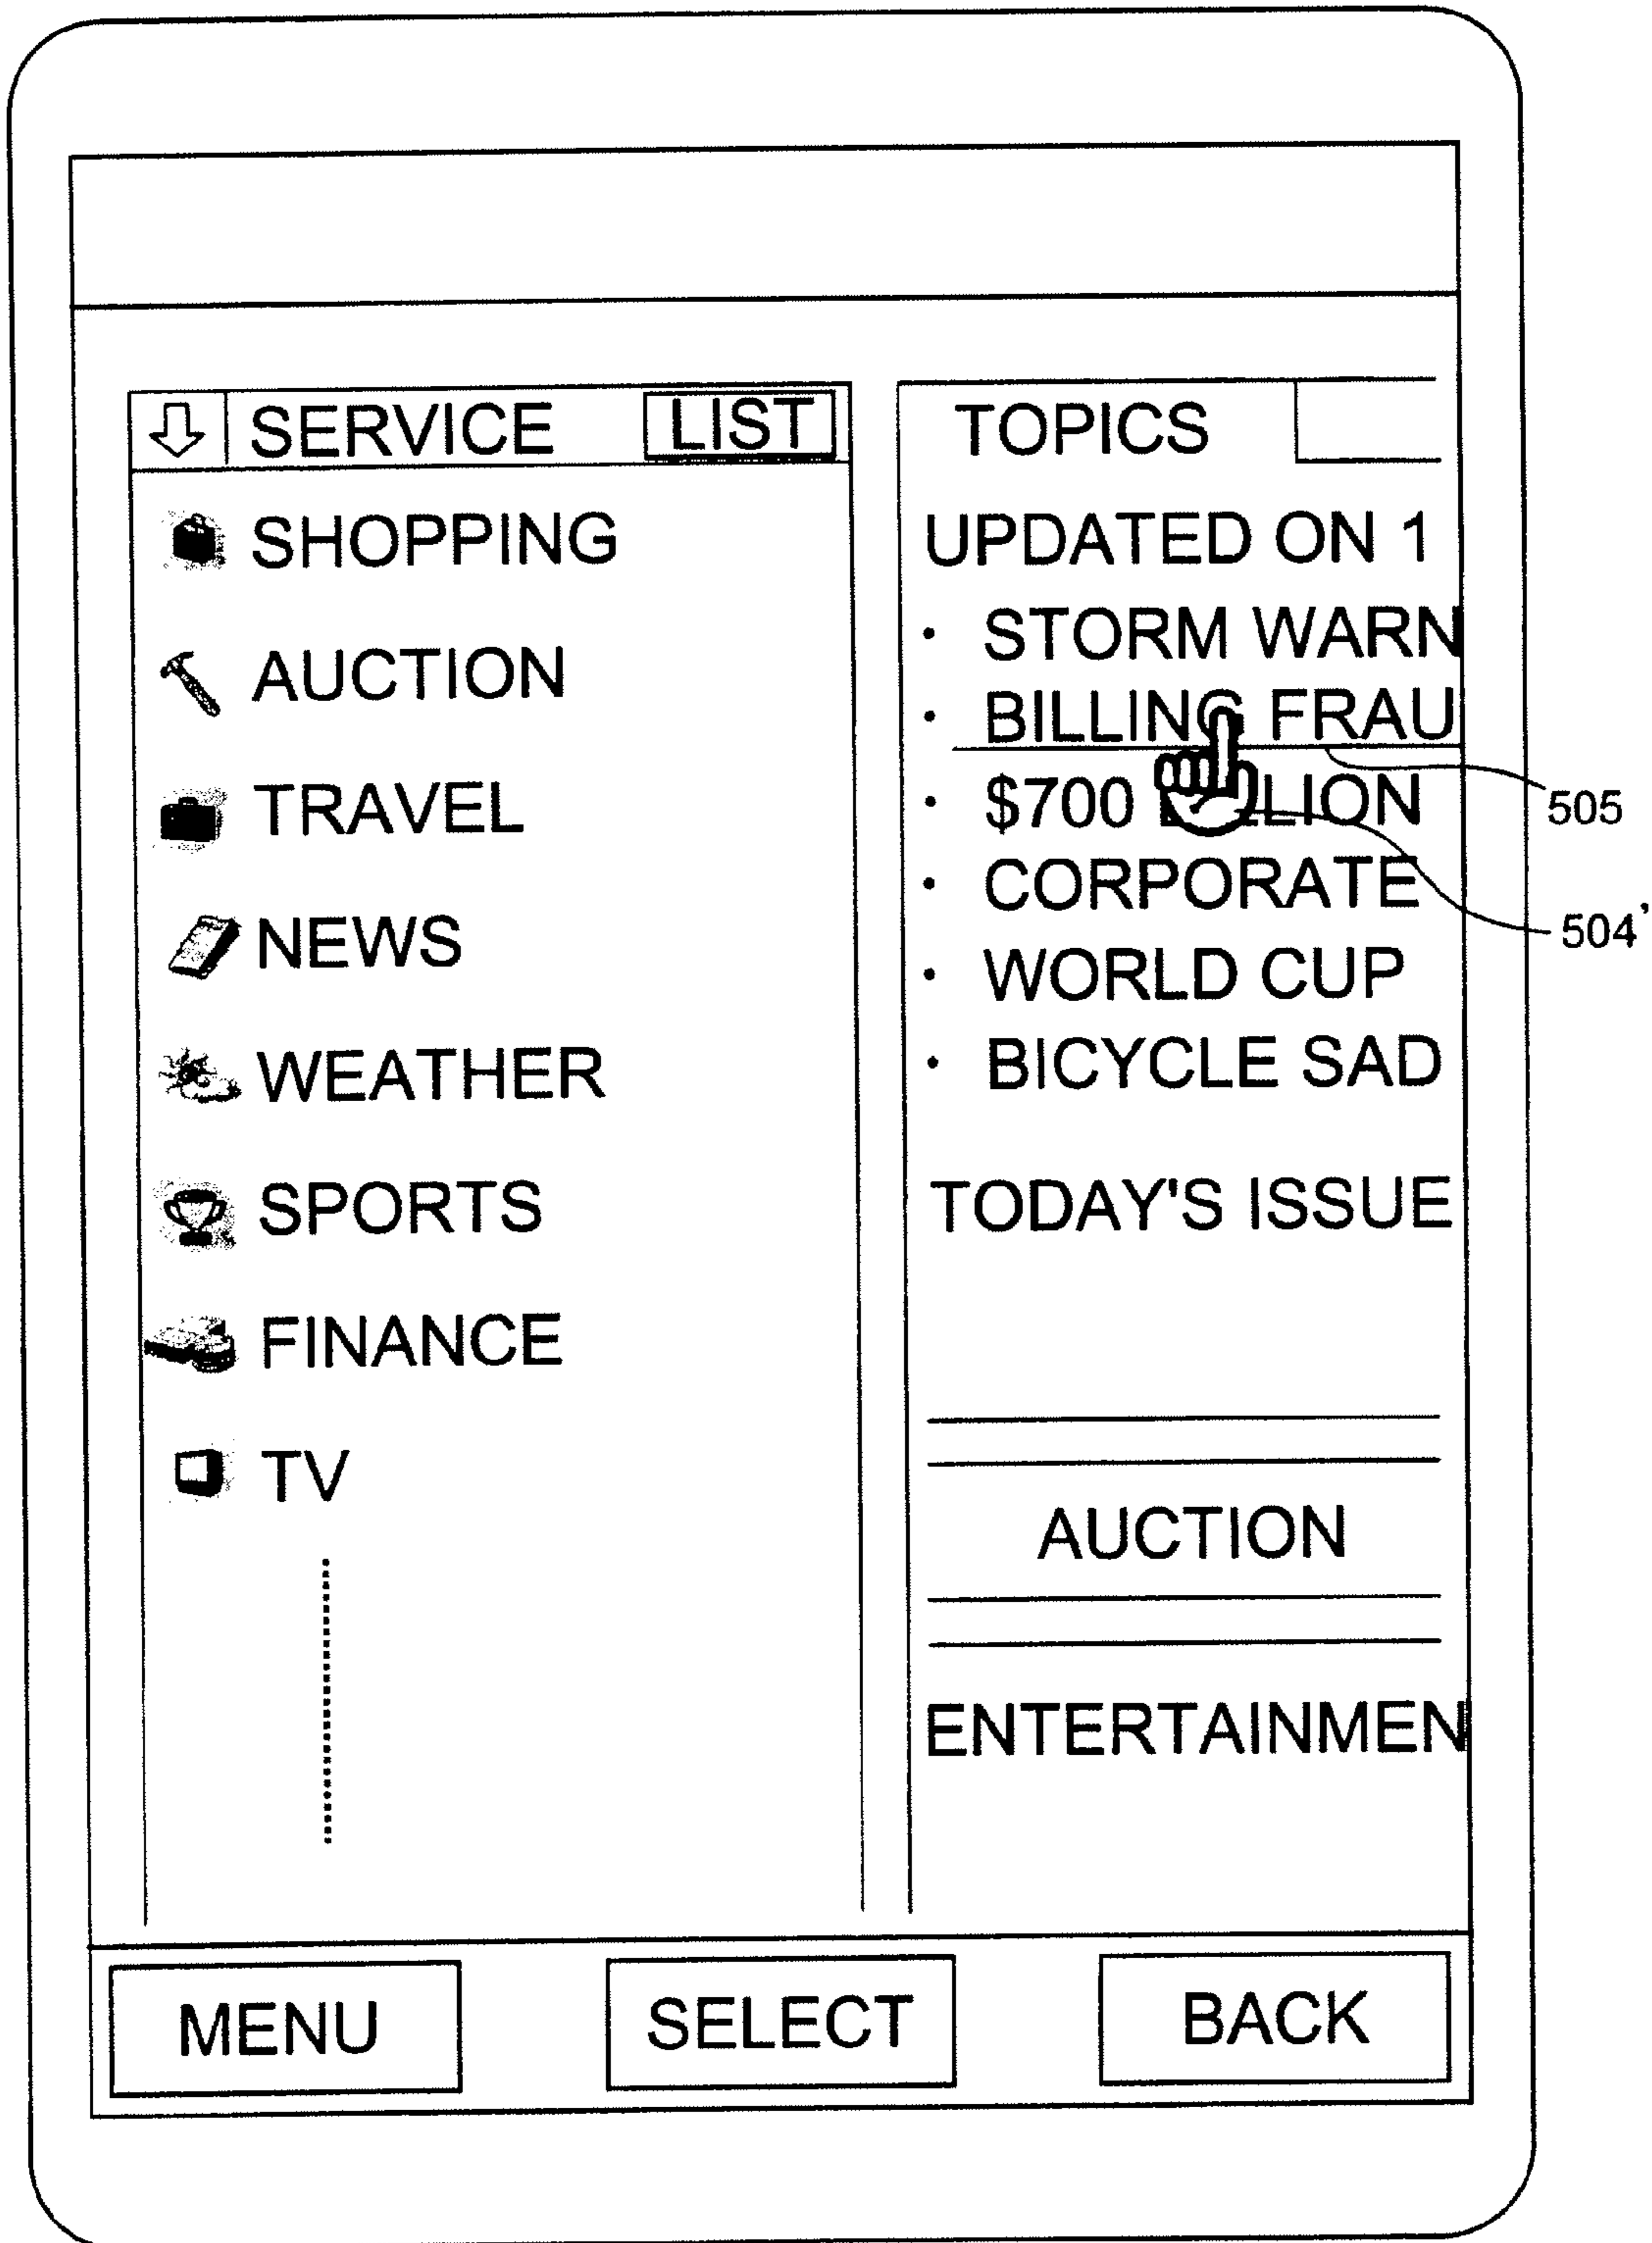 SERVICE LIST
SHOPPING
AUCTION
TRAVEL
NEWS
WEATHER
SPORTS
FINANCE
TV
TOPICS
UPDATED ON 1
· STORM WARN
· BILLING FRAU
· $700 BILLION
· CORPORATE
· WORLD CUP
· BICYCLE SAD
TODAY'S ISSUE
AUCTION
ENTERTAINMEN
505
504'
MENU
SELECT
BACK